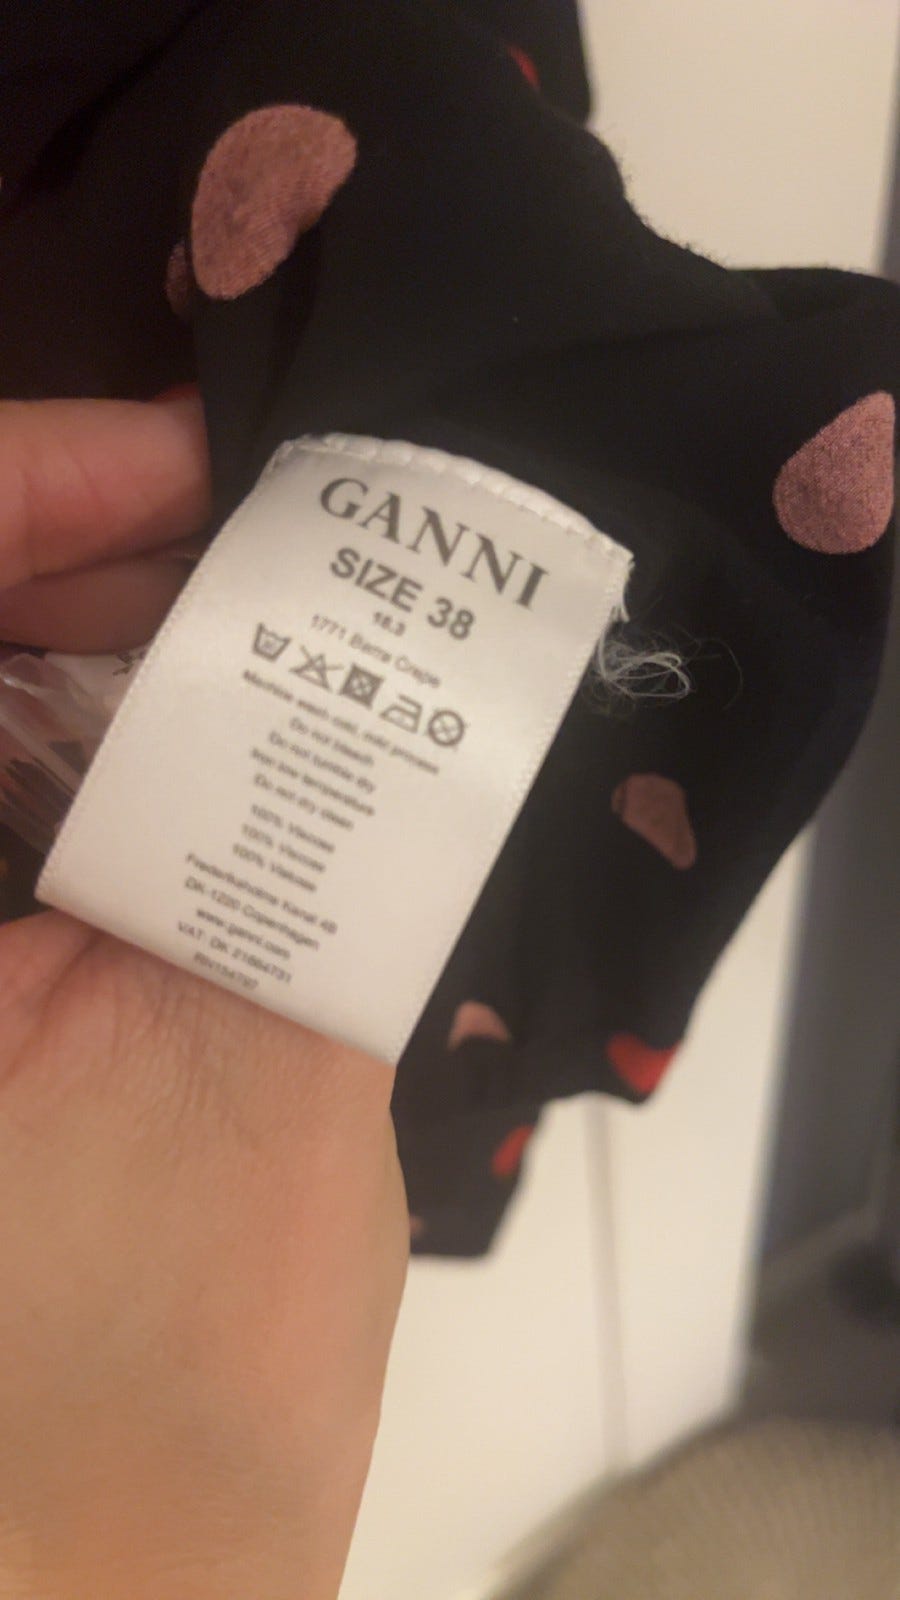 GANNI
SIZE 38
18.3
1771 Barra Crepe
Machine wash cold, mild process
Do not bleach
Do not tumble dry
Iron low temperature
Do not dry clean
100% Viscose
100% Viscose
100% Viscose
Frederiksholms Kanal 4B
DK-1220 Copenhagen
www.ganni.com
VAT: DK